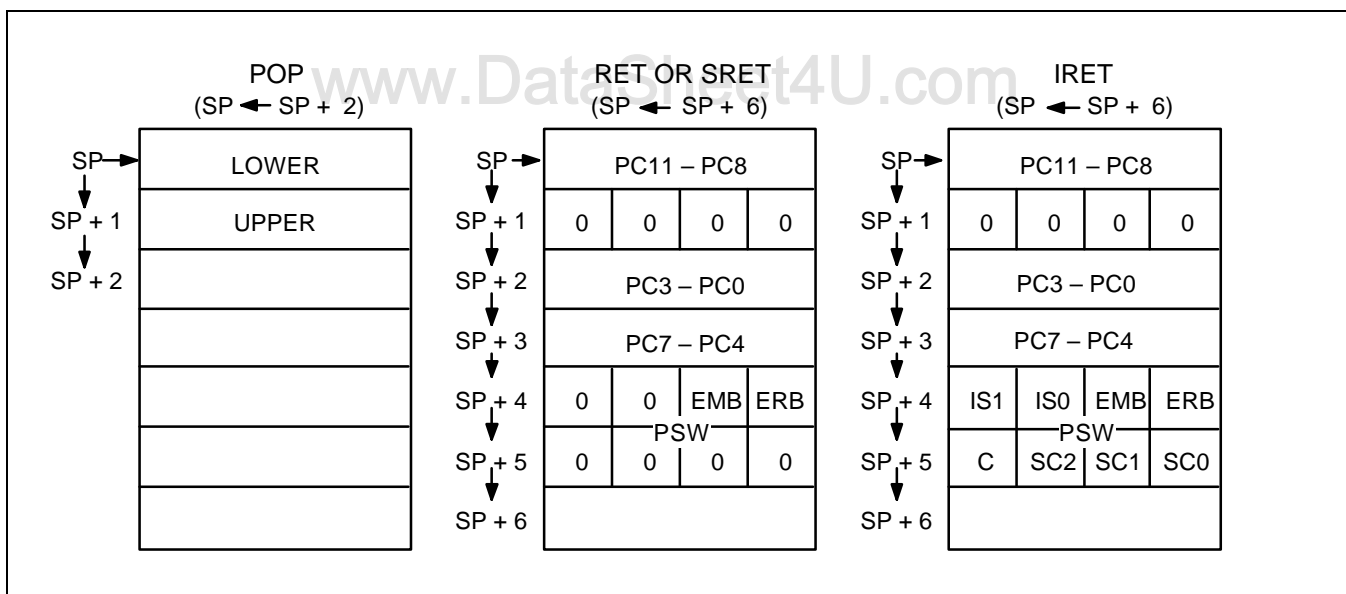 www.DataSheet4U.com
POP RET OR SRET IRET
(SP ← SP + 2) (SP ← SP + 6) (SP ← SP + 6)
SP LOWER SP PC11 – PC8 SP PC11 – PC8
SP + 1 UPPER SP + 1 0 0 0 0 SP + 1 0 0 0 0
SP + 2 SP + 2 PC3 – PC0 SP + 2 PC3 – PC0
SP + 3 PC7 – PC4 SP + 3 PC7 – PC4
SP + 4 0 0 EMB ERB SP + 4 IS1 IS0 EMB ERB
PSW PSW
SP + 5 0 0 0 0 SP + 5 C SC2 SC1 SC0
SP + 6 SP + 6